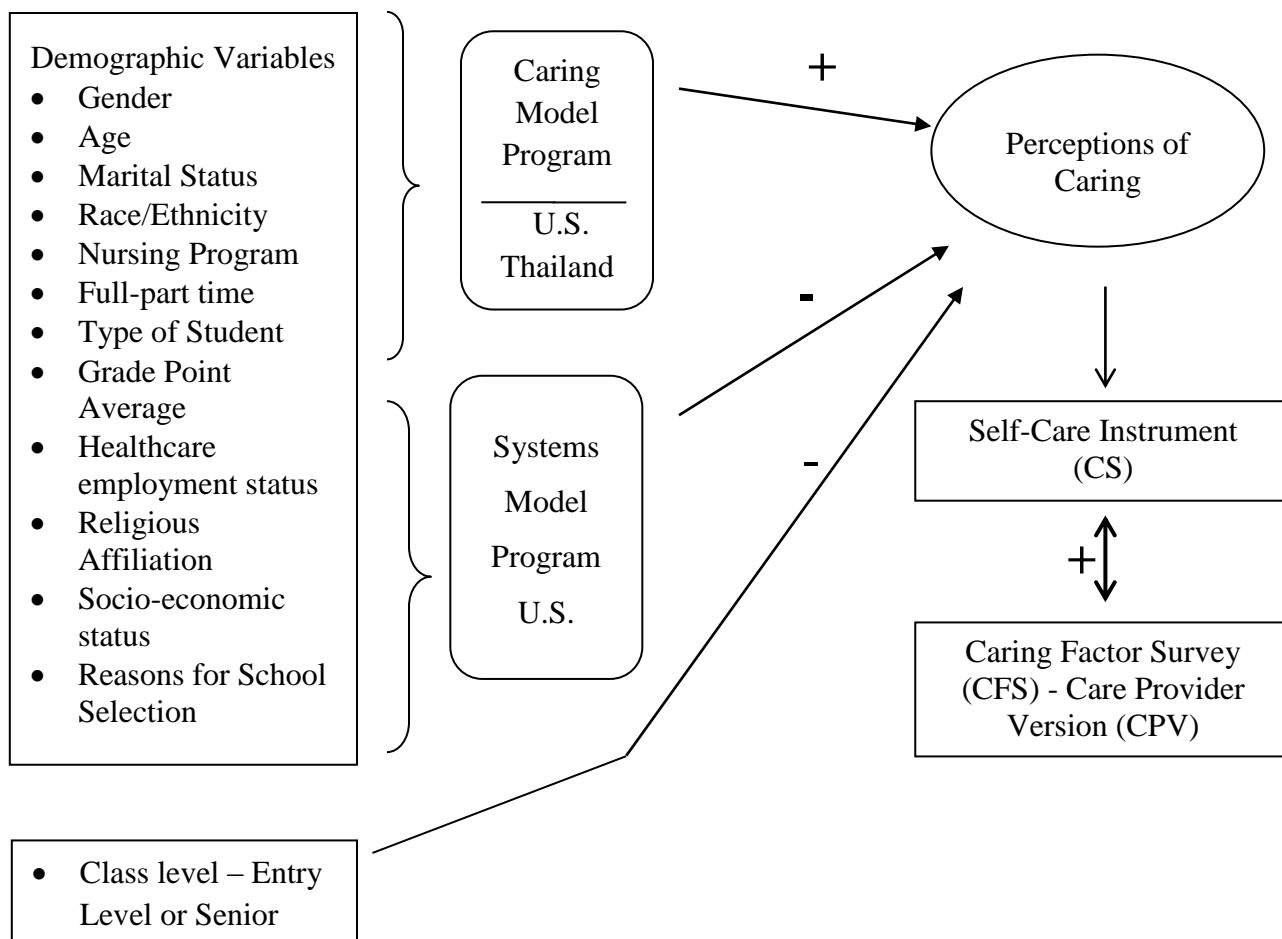 Demographic Variables
• Gender
• Age
• Marital Status
• Race/Ethnicity
• Nursing Program
• Full-part time
• Type of Student
• Grade Point
Average
• Healthcare
employment status
• Religious
Affiliation
• Socio-economic
status
• Reasons for School
Selection
• Class level – Entry
Level or Senior
Caring
Model
Program
U.S.
Thailand
Systems
Model
Program
U.S.
+
-
-
Perceptions of
Caring
Self-Care Instrument
(CS)
+
Caring Factor Survey
(CFS) - Care Provider
Version (CPV)